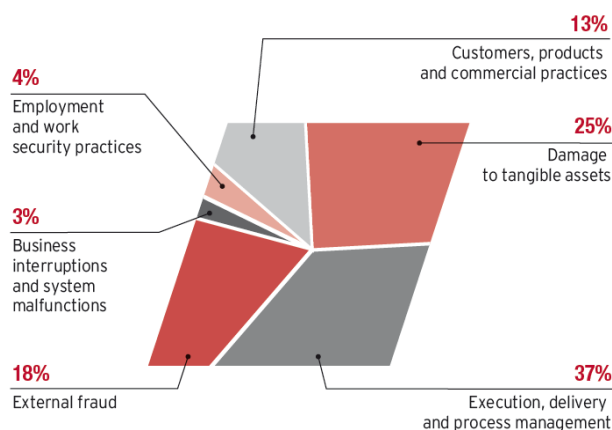 13%
Customers, products
and commercial practices
4%
Employment
and work
security practices
25%
Damage
to tangible assets
3%
Business
interruptions
and system
malfunctions
18%
External fraud
37%
Execution, delivery
and process management